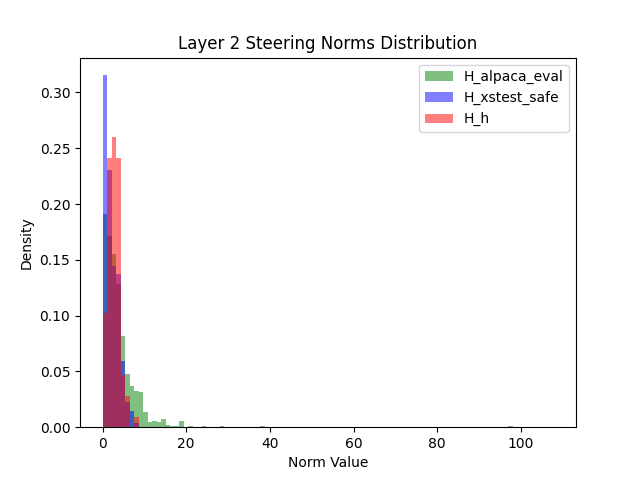 Layer 2 Steering Norms Distribution
H_alpaca_eval
H_xstest_safe
H_h
Density
0.30
0.25
0.20
0.15
0.10
0.05
0.00
0 20 40 60 80 100
Norm Value